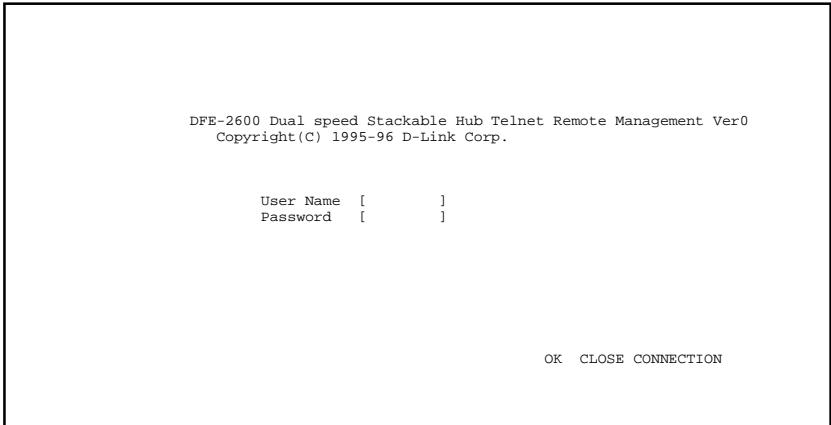 DFE-2600 Dual speed Stackable Hub Telnet Remote Management Ver0
Copyright(C) 1995-96 D-Link Corp.
User Name [ ]
Password [ ]
OK CLOSE CONNECTION